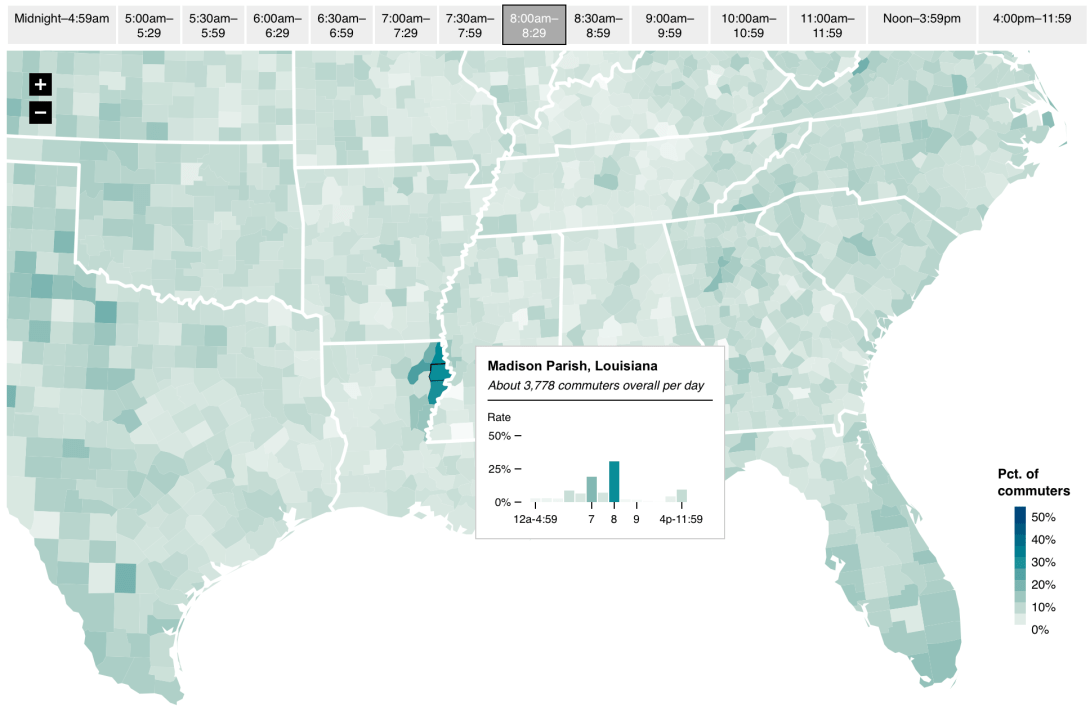 Midnight–4:59am
5:00am–
5:29
5:30am–
5:59
6:00am–
6:29
6:30am–
6:59
7:00am–
7:29
7:30am–
7:59
8:00am–
8:29
8:30am–
8:59
9:00am–
9:59
10:00am–
10:59
11:00am–
11:59
Noon–3:59pm
4:00pm–11:59
+
−
Madison Parish, Louisiana
About 3,778 commuters overall per day
Rate
50%
25%
0%
12a-4:59 7 8 9 4p-11:59
Pct. of
commuters
50%
40%
30%
20%
10%
0%